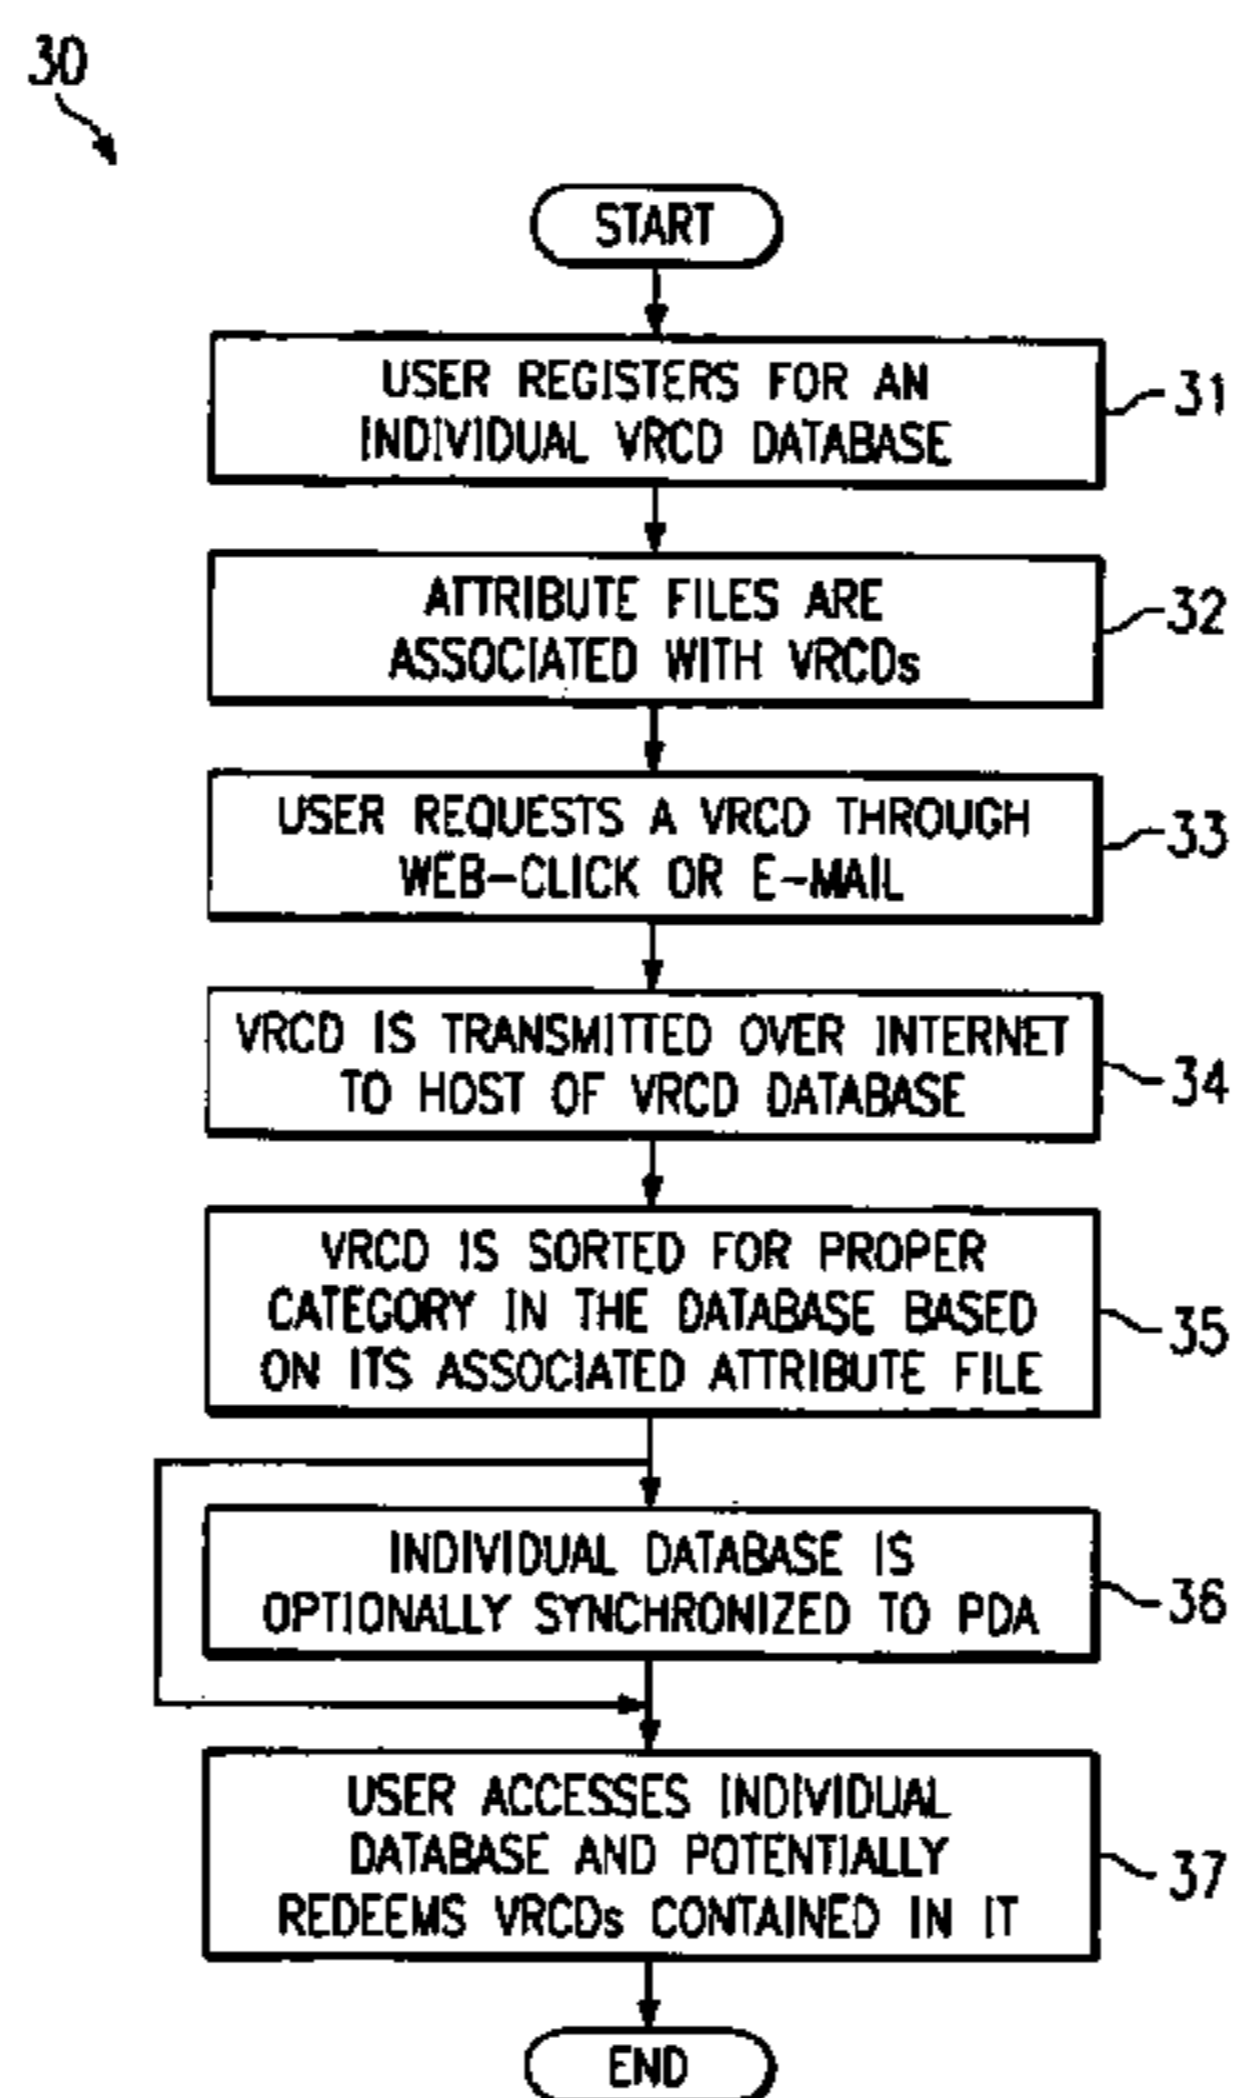 30
START
USER REGISTERS FOR AN
INDIVIDUAL VRCD DATABASE
31
ATTRIBUTE FILES ARE
ASSOCIATED WITH VRCDs
32
USER REQUESTS A VRCD THROUGH
WEB-CLICK OR E-MAIL
33
VRCD IS TRANSMITTED OVER INTERNET
TO HOST OF VRCD DATABASE
34
VRCD IS SORTED FOR PROPER
CATEGORY IN THE DATABASE BASED
ON ITS ASSOCIATED ATTRIBUTE FILE
35
INDIVIDUAL DATABASE IS
OPTIONALLY SYNCHRONIZED TO PDA
36
USER ACCESSES INDIVIDUAL
DATABASE AND POTENTIALLY
REDEEMS VRCDs CONTAINED IN IT
37
END